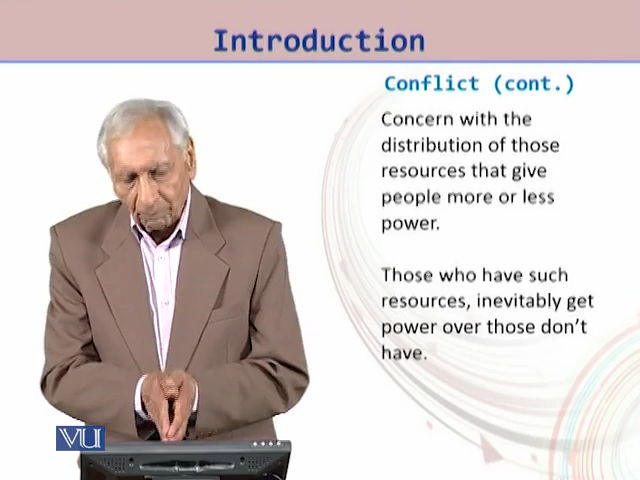 Introduction
Conflict (cont.)
Concern with the
distribution of those
resources that give
people more or less
power.
Those who have such
resources, inevitably get
power over those don't
have.
VU